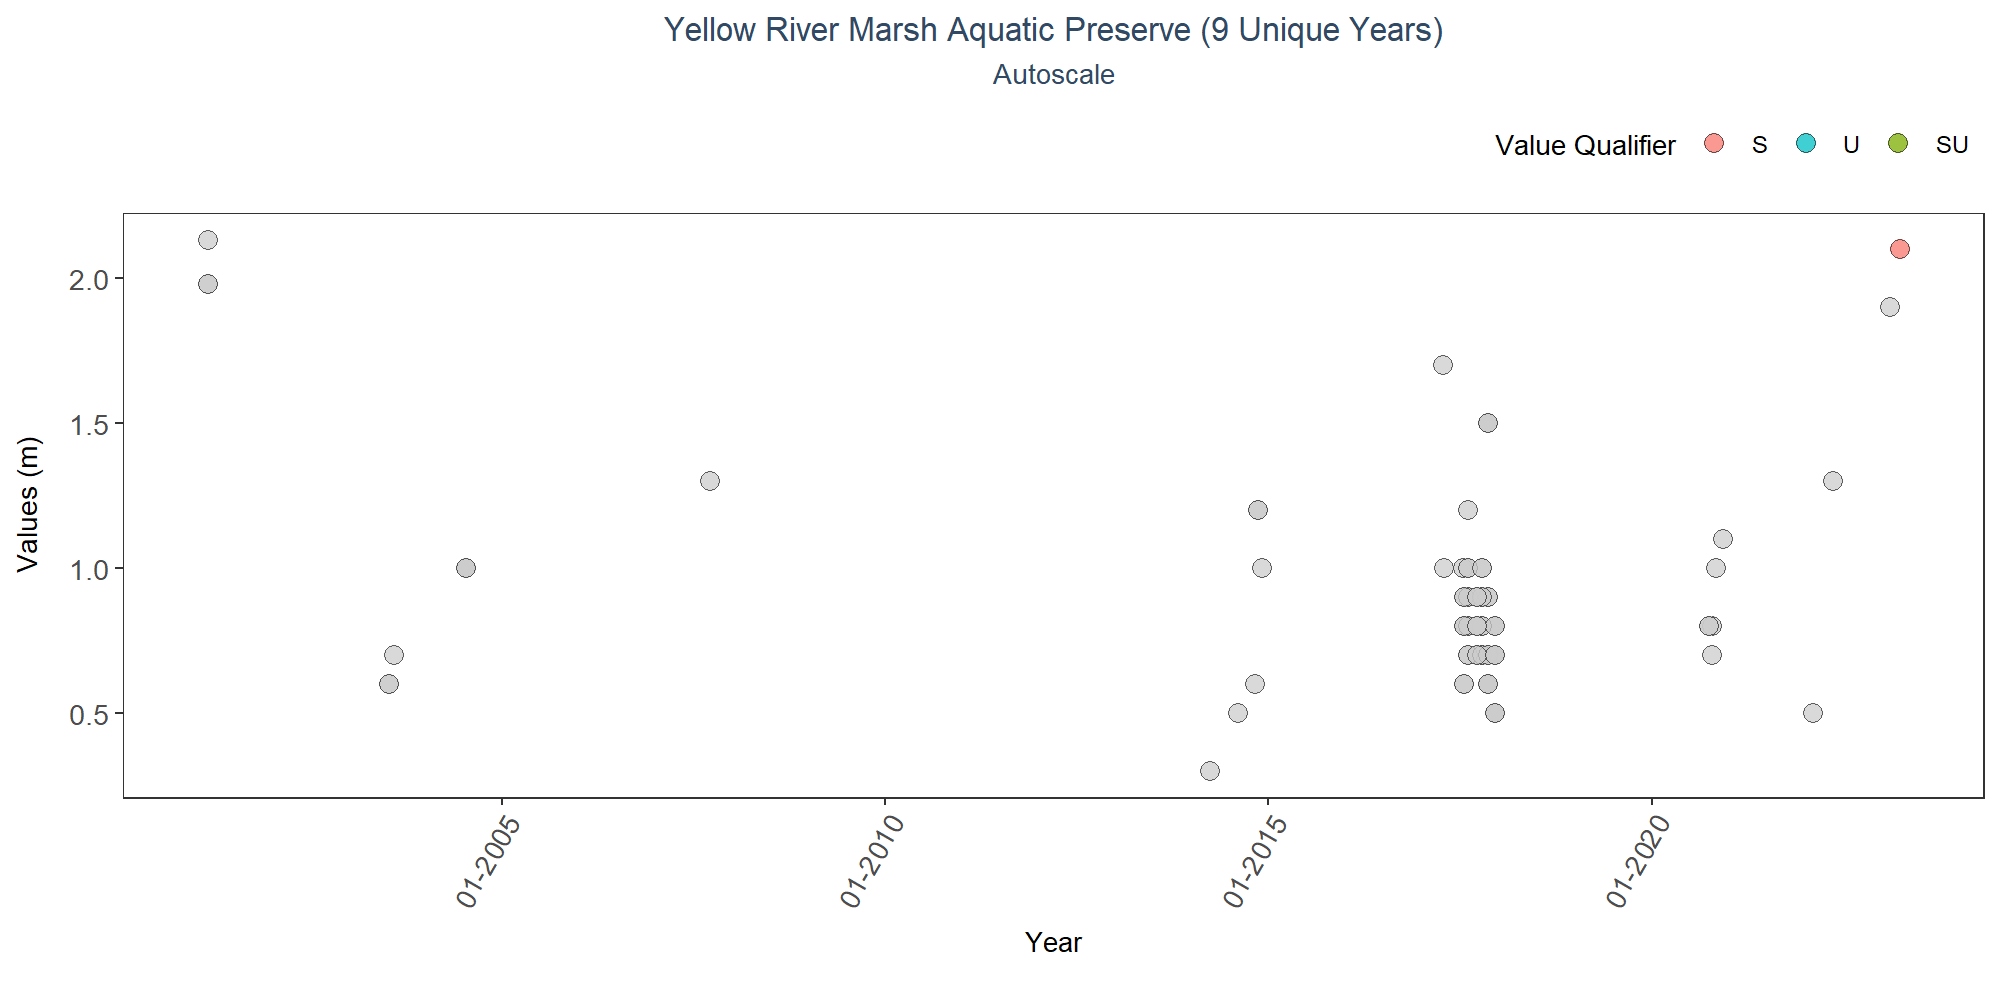 Yellow River Marsh Aquatic Preserve (9 Unique Years)
Autoscale
Value Qualifier S U SU
Values (m)
2.0
1.5
1.0
0.5
01-2005 01-2010 01-2015 01-2020
Year